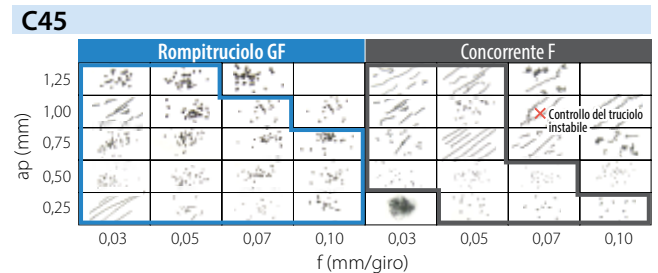 C45
Rompitruciolo GF Concorrente F
1,25
1,00
Controllo del truciolo
instabile
0,75
0,50
0,25
ap (mm)
0,03 0,05 0,07 0,10 0,03 0,05 0,07 0,10
f (mm/giro)